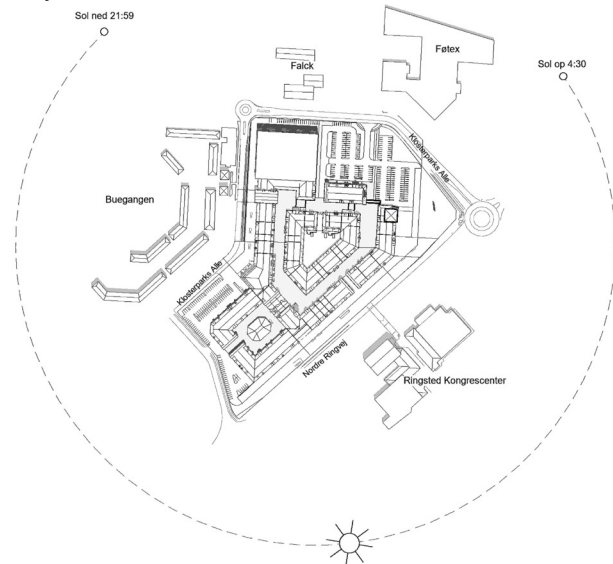 Sol ned 21:59
Føtex
Falck
Sol op 4:30
Klosterparks Alle
Buegangen
Klosterparks Alle
Nordre Ringvej
Ringsted Kongrescenter